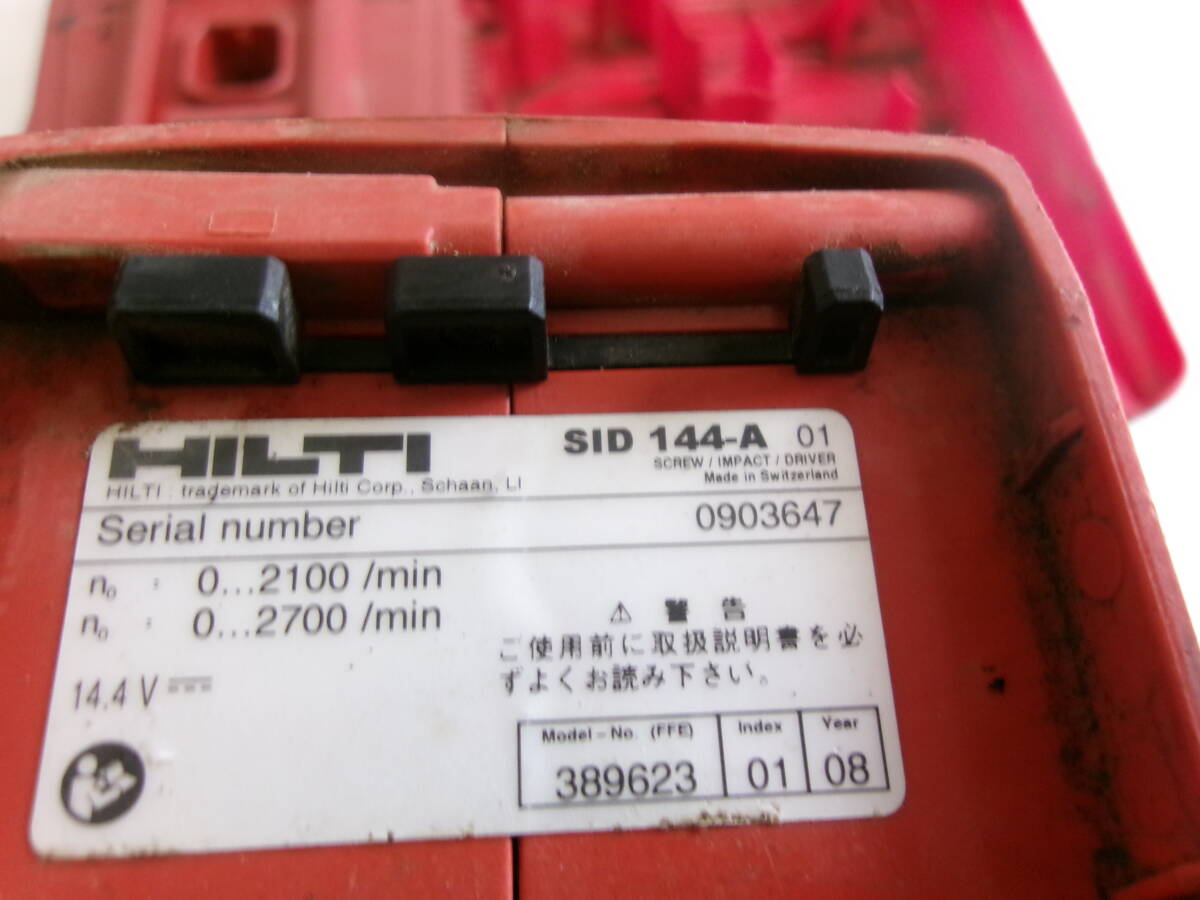 HILTI
SID 144-A 01
SCREW / IMPACT / DRIVER
Made in Switzerland
HILTI : trademark of Hilti Corp., Schaan, LI
Serial number 0903647
n₀ : 0...2100 /min
n₀ : 0...2700 /min
14.4 V
⚠ 警告
ご使用前に取扱説明書を必
ずよくお読み下さい。
Model-No. (FFE) Index Year
389623 01 08